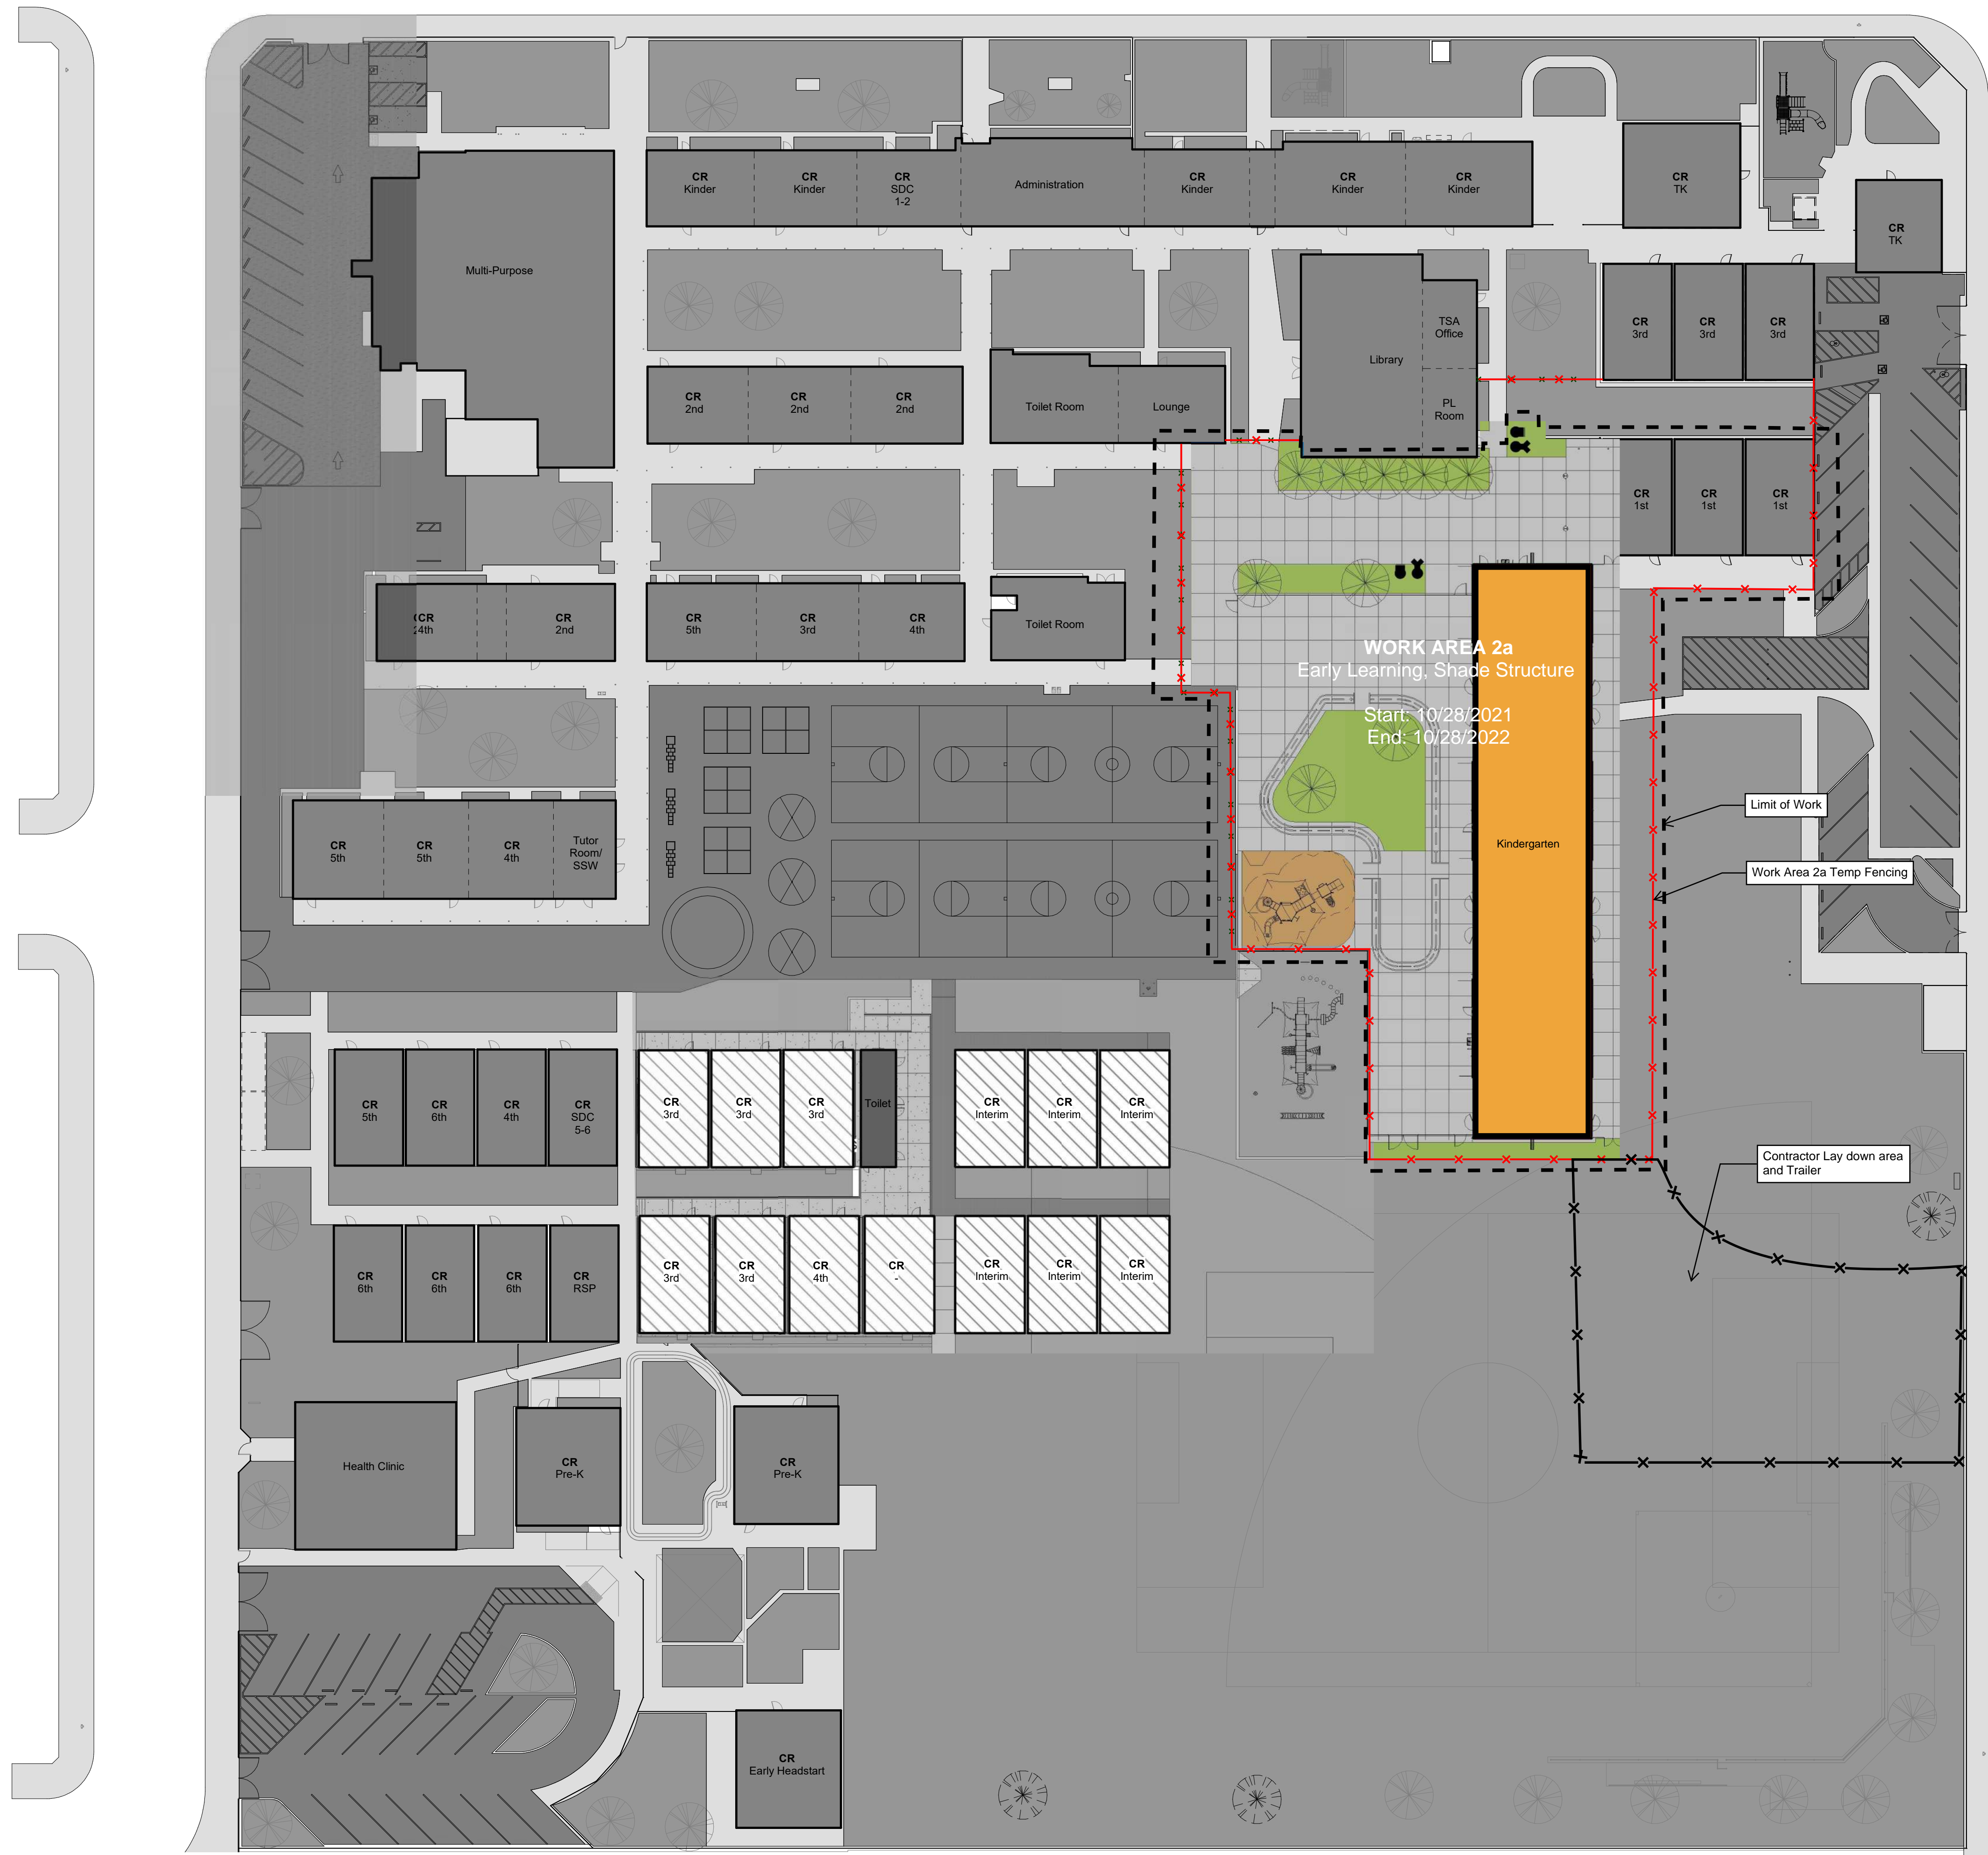 CR
Kinder
CR
Kinder
CR
SDC
1-2
Administration
CR
Kinder
CR
Kinder
CR
Kinder
CR
TK
CR
TK
Multi-Purpose
CR
2nd
CR
2nd
CR
2nd
Toilet Room
Lounge
Library
TSA
Office
PL
Room
CR
3rd
CR
3rd
CR
3rd
CR
1st
CR
1st
CR
1st
CR
4th
CR
2nd
CR
5th
CR
3rd
CR
4th
Toilet Room
WORK AREA 2a
Early Learning, Shade Structure
Start: 10/28/2021
End: 10/28/2022
Kindergarten
Limit of Work
Work Area 2a Temp Fencing
CR
5th
CR
5th
CR
4th
Tutor
Room/
SSW
CR
5th
CR
6th
CR
4th
CR
SDC
5-6
CR
3rd
CR
3rd
CR
3rd
Toilet
CR
Interim
CR
Interim
CR
Interim
Contractor Lay down area
and Trailer
CR
6th
CR
6th
CR
6th
CR
RSP
CR
3rd
CR
3rd
CR
4th
CR
-
CR
Interim
CR
Interim
CR
Interim
Health Clinic
CR
Pre-K
CR
Pre-K
CR
Early Headstart